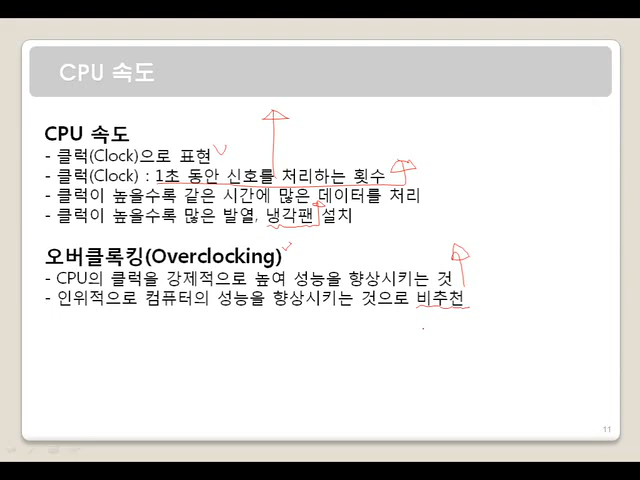 CPU 속도
CPU 속도
- 클럭(Clock)으로 표현
- 클럭(Clock) : 1초 동안 신호를 처리하는 횟수
- 클럭이 높을수록 같은 시간에 많은 데이터를 처리
- 클럭이 높을수록 많은 발열, 냉각팬 설치
오버클록킹(Overclocking)
- CPU의 클럭을 강제적으로 높여 성능을 향상시키는 것
- 인위적으로 컴퓨터의 성능을 향상시키는 것으로 비추천
11